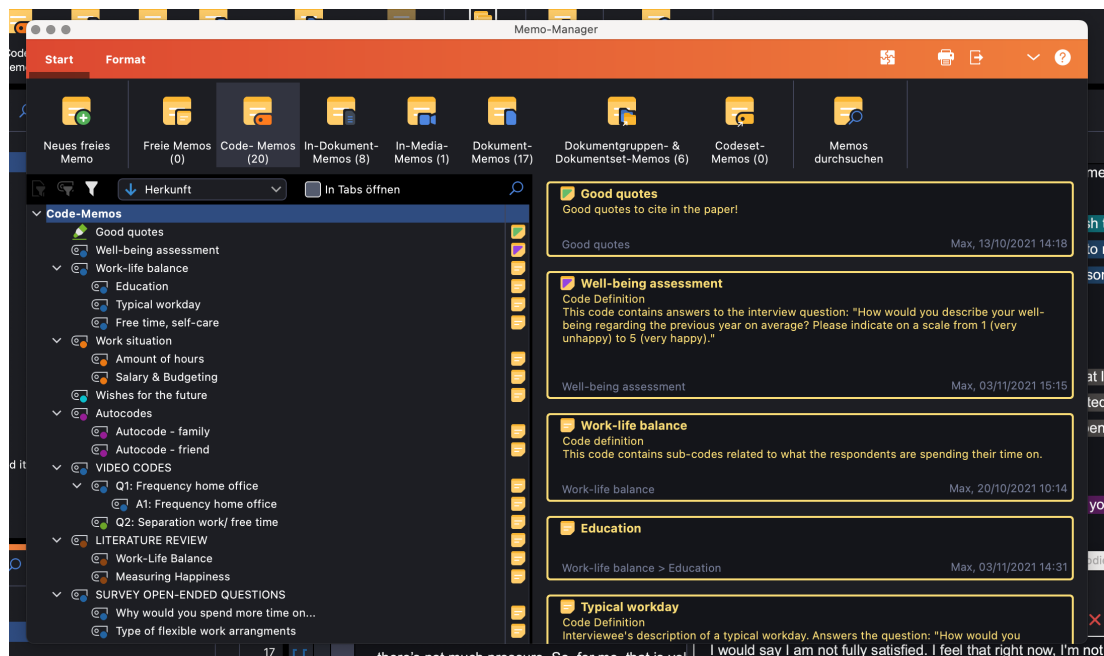 Memo-Manager
Start
Format
Neues freies
Memo
Freie Memos
(0)
Code- Memos
(20)
In-Dokument-
Memos (8)
In-Media-
Memos (1)
Dokument-
Memos (17)
Dokumentgruppen- &
Dokumentset-Memos (6)
Codeset-
Memos (0)
Memos
durchsuchen
Herkunft
In Tabs öffnen
Code-Memos
Good quotes
Well-being assessment
Work-life balance
Education
Typical workday
Free time, self-care
Work situation
Amount of hours
Salary & Budgeting
Wishes for the future
Autocodes
Autocode - family
Autocode - friend
VIDEO CODES
Q1: Frequency home office
A1: Frequency home office
Q2: Separation work/ free time
LITERATURE REVIEW
Work-Life Balance
Measuring Happiness
SURVEY OPEN-ENDED QUESTIONS
Why would you spend more time on...
Type of flexible work arrangments
Good quotes
Good quotes to cite in the paper!
Good quotes
Max, 13/10/2021 14:18
Well-being assessment
Code Definition
This code contains answers to the interview question: "How would you describe your well-
being regarding the previous year on average? Please indicate on a scale from 1 (very
unhappy) to 5 (very happy)."
Well-being assessment
Max, 03/11/2021 15:15
Work-life balance
Code definition
This code contains sub-codes related to what the respondents are spending their time on.
Work-life balance
Max, 20/10/2021 10:14
Education
Work-life balance > Education
Max, 03/11/2021 14:31
Typical workday
Code Definition
Interviewee's description of a typical workday. Answers the question: "How would you
17
I would say I am not fully satisfied. I feel that right now, I'm not